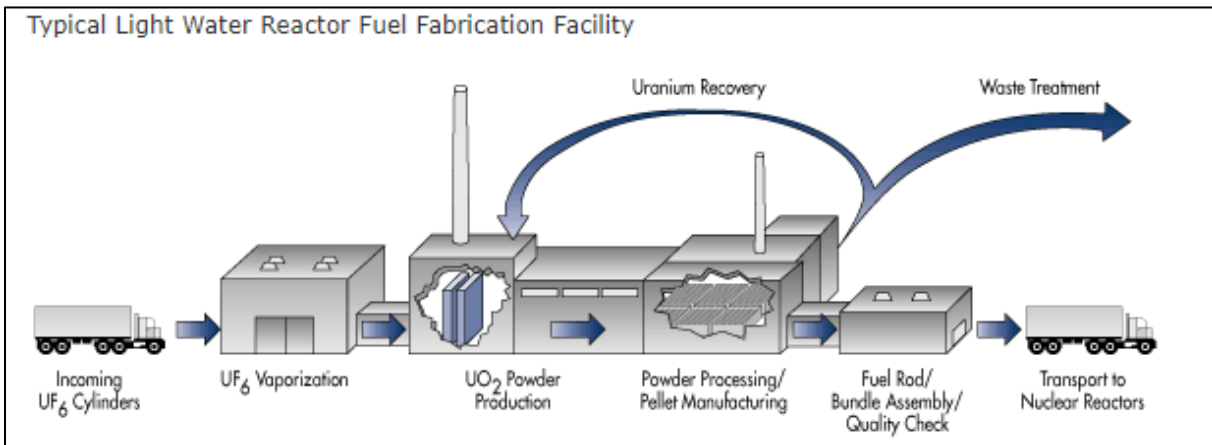 Typical Light Water Reactor Fuel Fabrication Facility
Uranium Recovery
Waste Treatment
Incoming
UF6 Cylinders
UF6 Vaporization
UO2 Powder
Production
Powder Processing/
Pellet Manufacturing
Fuel Rod/
Bundle Assembly/
Quality Check
Transport to
Nuclear Reactors